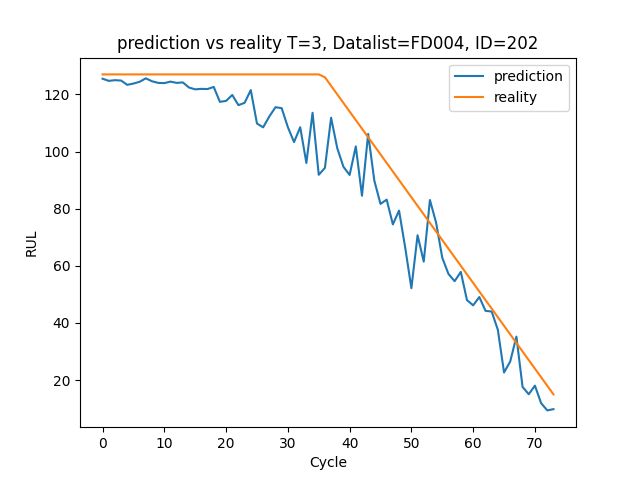 prediction vs reality T=3, Datalist=FD004, ID=202
prediction
reality
120
100
80
60
40
20
RUL
0 10 20 30 40 50 60 70
Cycle